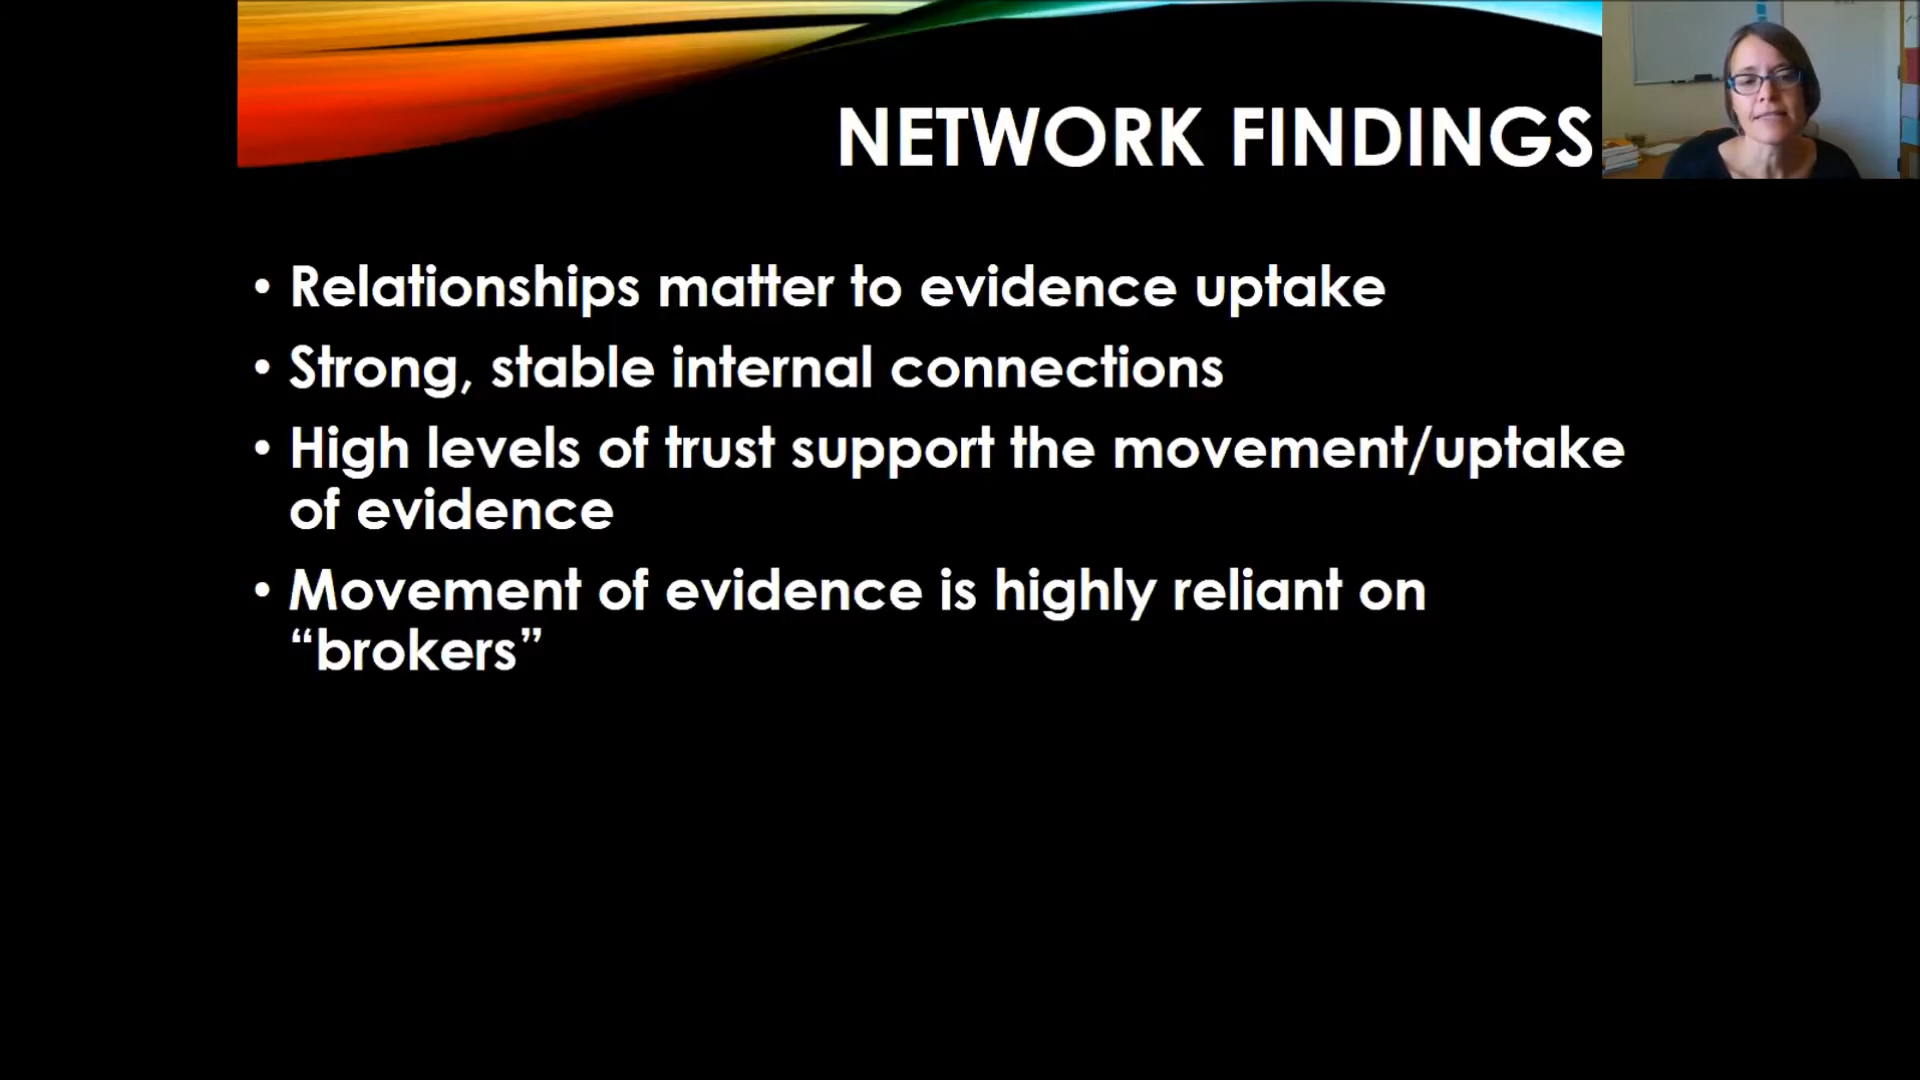 NETWORK FINDINGS
• Relationships matter to evidence uptake
• Strong, stable internal connections
• High levels of trust support the movement/uptake
of evidence
• Movement of evidence is highly reliant on
“brokers”